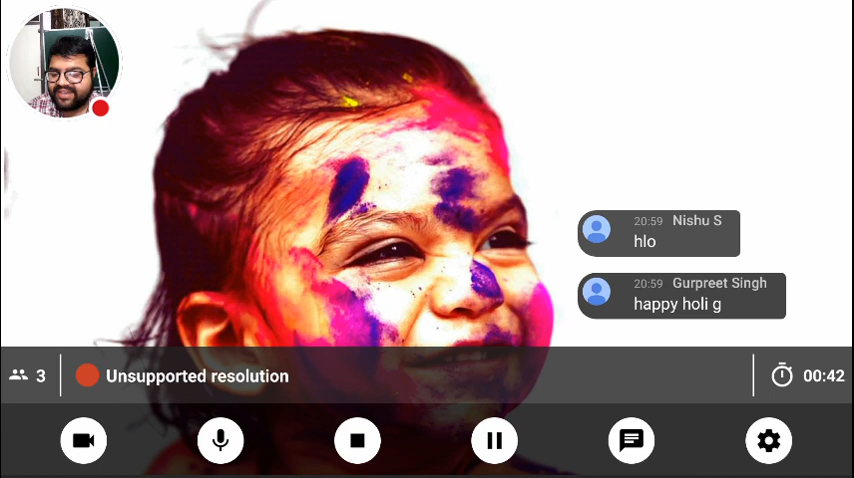 20:59 Nishu S
hlo
20:59 Gurpreet Singh
happy holi g
3
Unsupported resolution
00:42